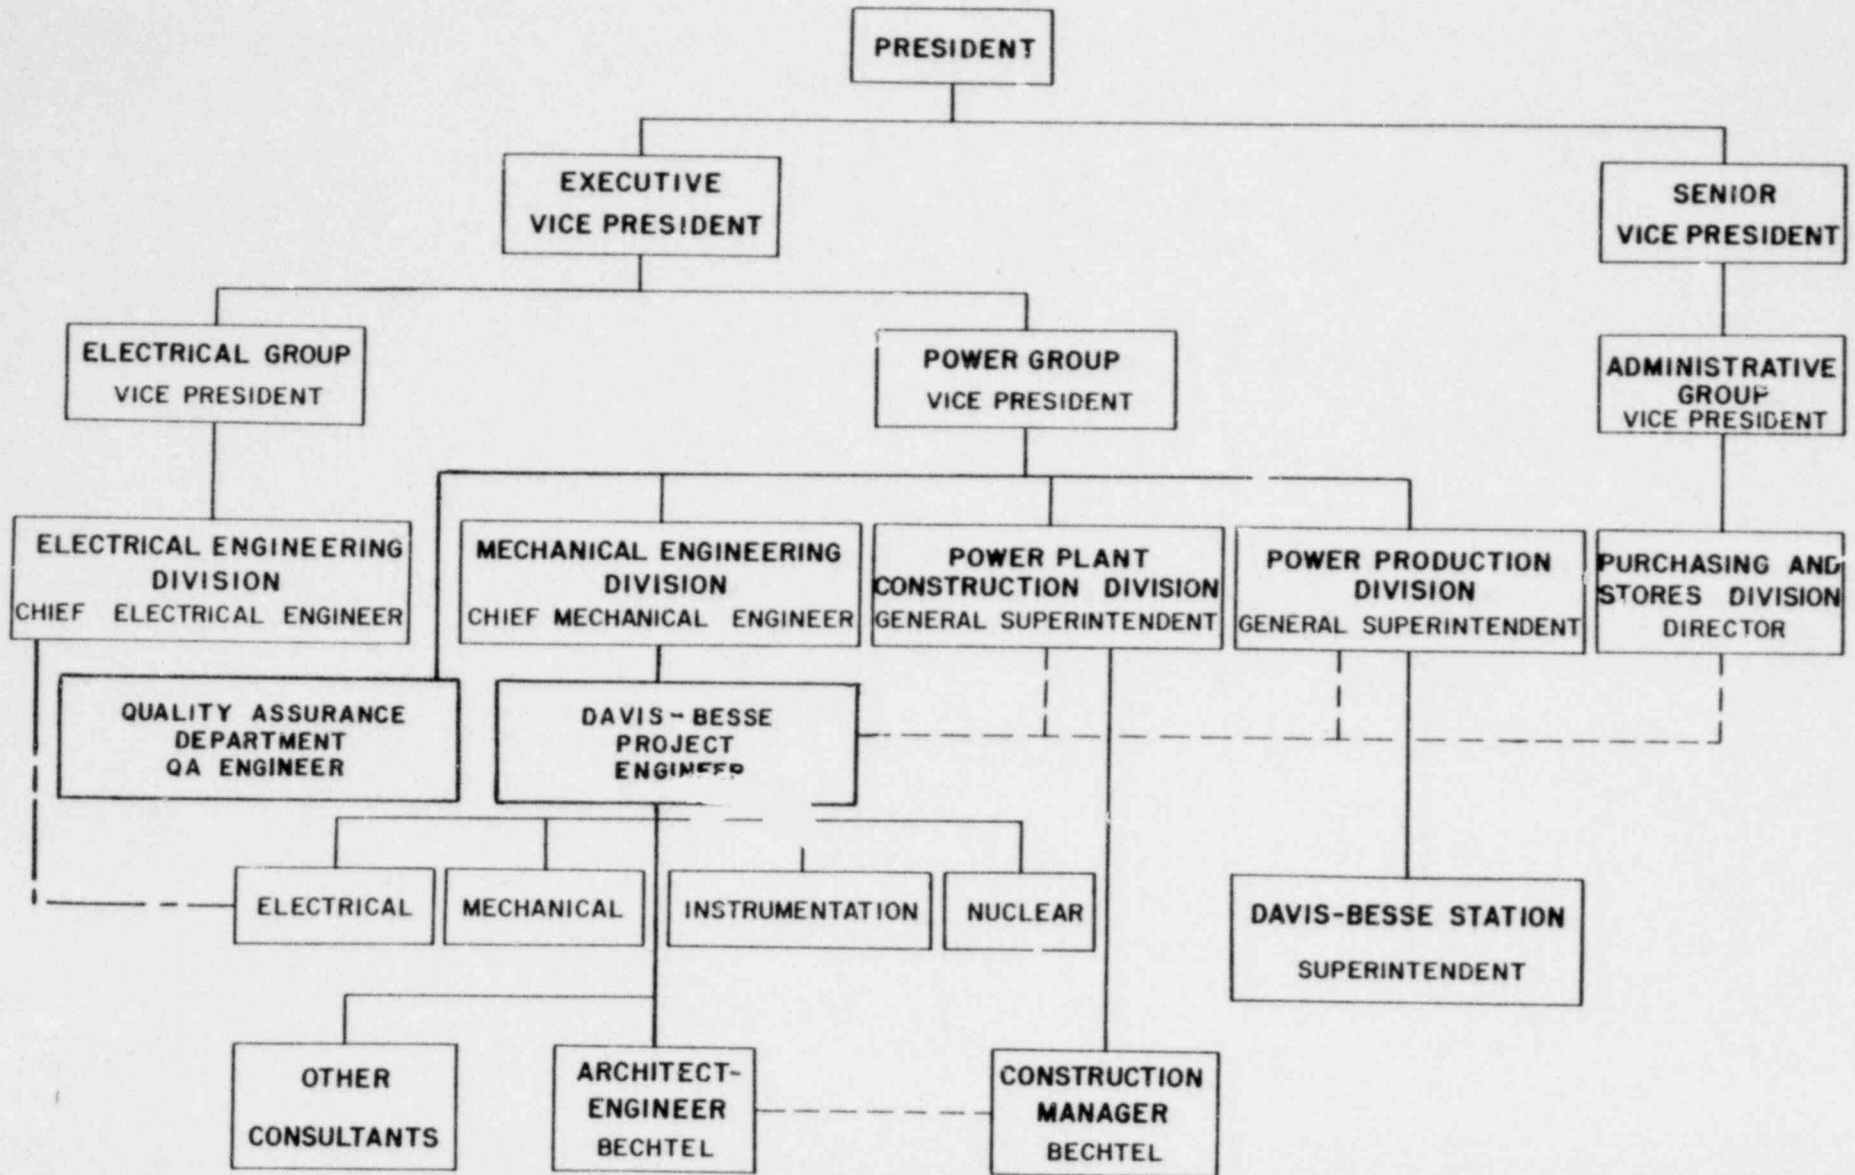 PRESIDENT
EXECUTIVE
VICE PRESIDENT
SENIOR
VICE PRESIDENT
ELECTRICAL GROUP
VICE PRESIDENT
POWER GROUP
VICE PRESIDENT
ADMINISTRATIVE
GROUP
VICE PRESIDENT
ELECTRICAL ENGINEERING
DIVISION
CHIEF ELECTRICAL ENGINEER
MECHANICAL ENGINEERING
DIVISION
CHIEF MECHANICAL ENGINEER
POWER PLANT
CONSTRUCTION DIVISION
GENERAL SUPERINTENDENT
POWER PRODUCTION
DIVISION
GENERAL SUPERINTENDENT
PURCHASING AND
STORES DIVISION
DIRECTOR
QUALITY ASSURANCE
DEPARTMENT
QA ENGINEER
DAVIS-BESSE
PROJECT
ENGINEER
ELECTRICAL
MECHANICAL
INSTRUMENTATION
NUCLEAR
DAVIS-BESSE STATION
SUPERINTENDENT
OTHER
CONSULTANTS
ARCHITECT-
ENGINEER
BECHTEL
CONSTRUCTION
MANAGER
BECHTEL